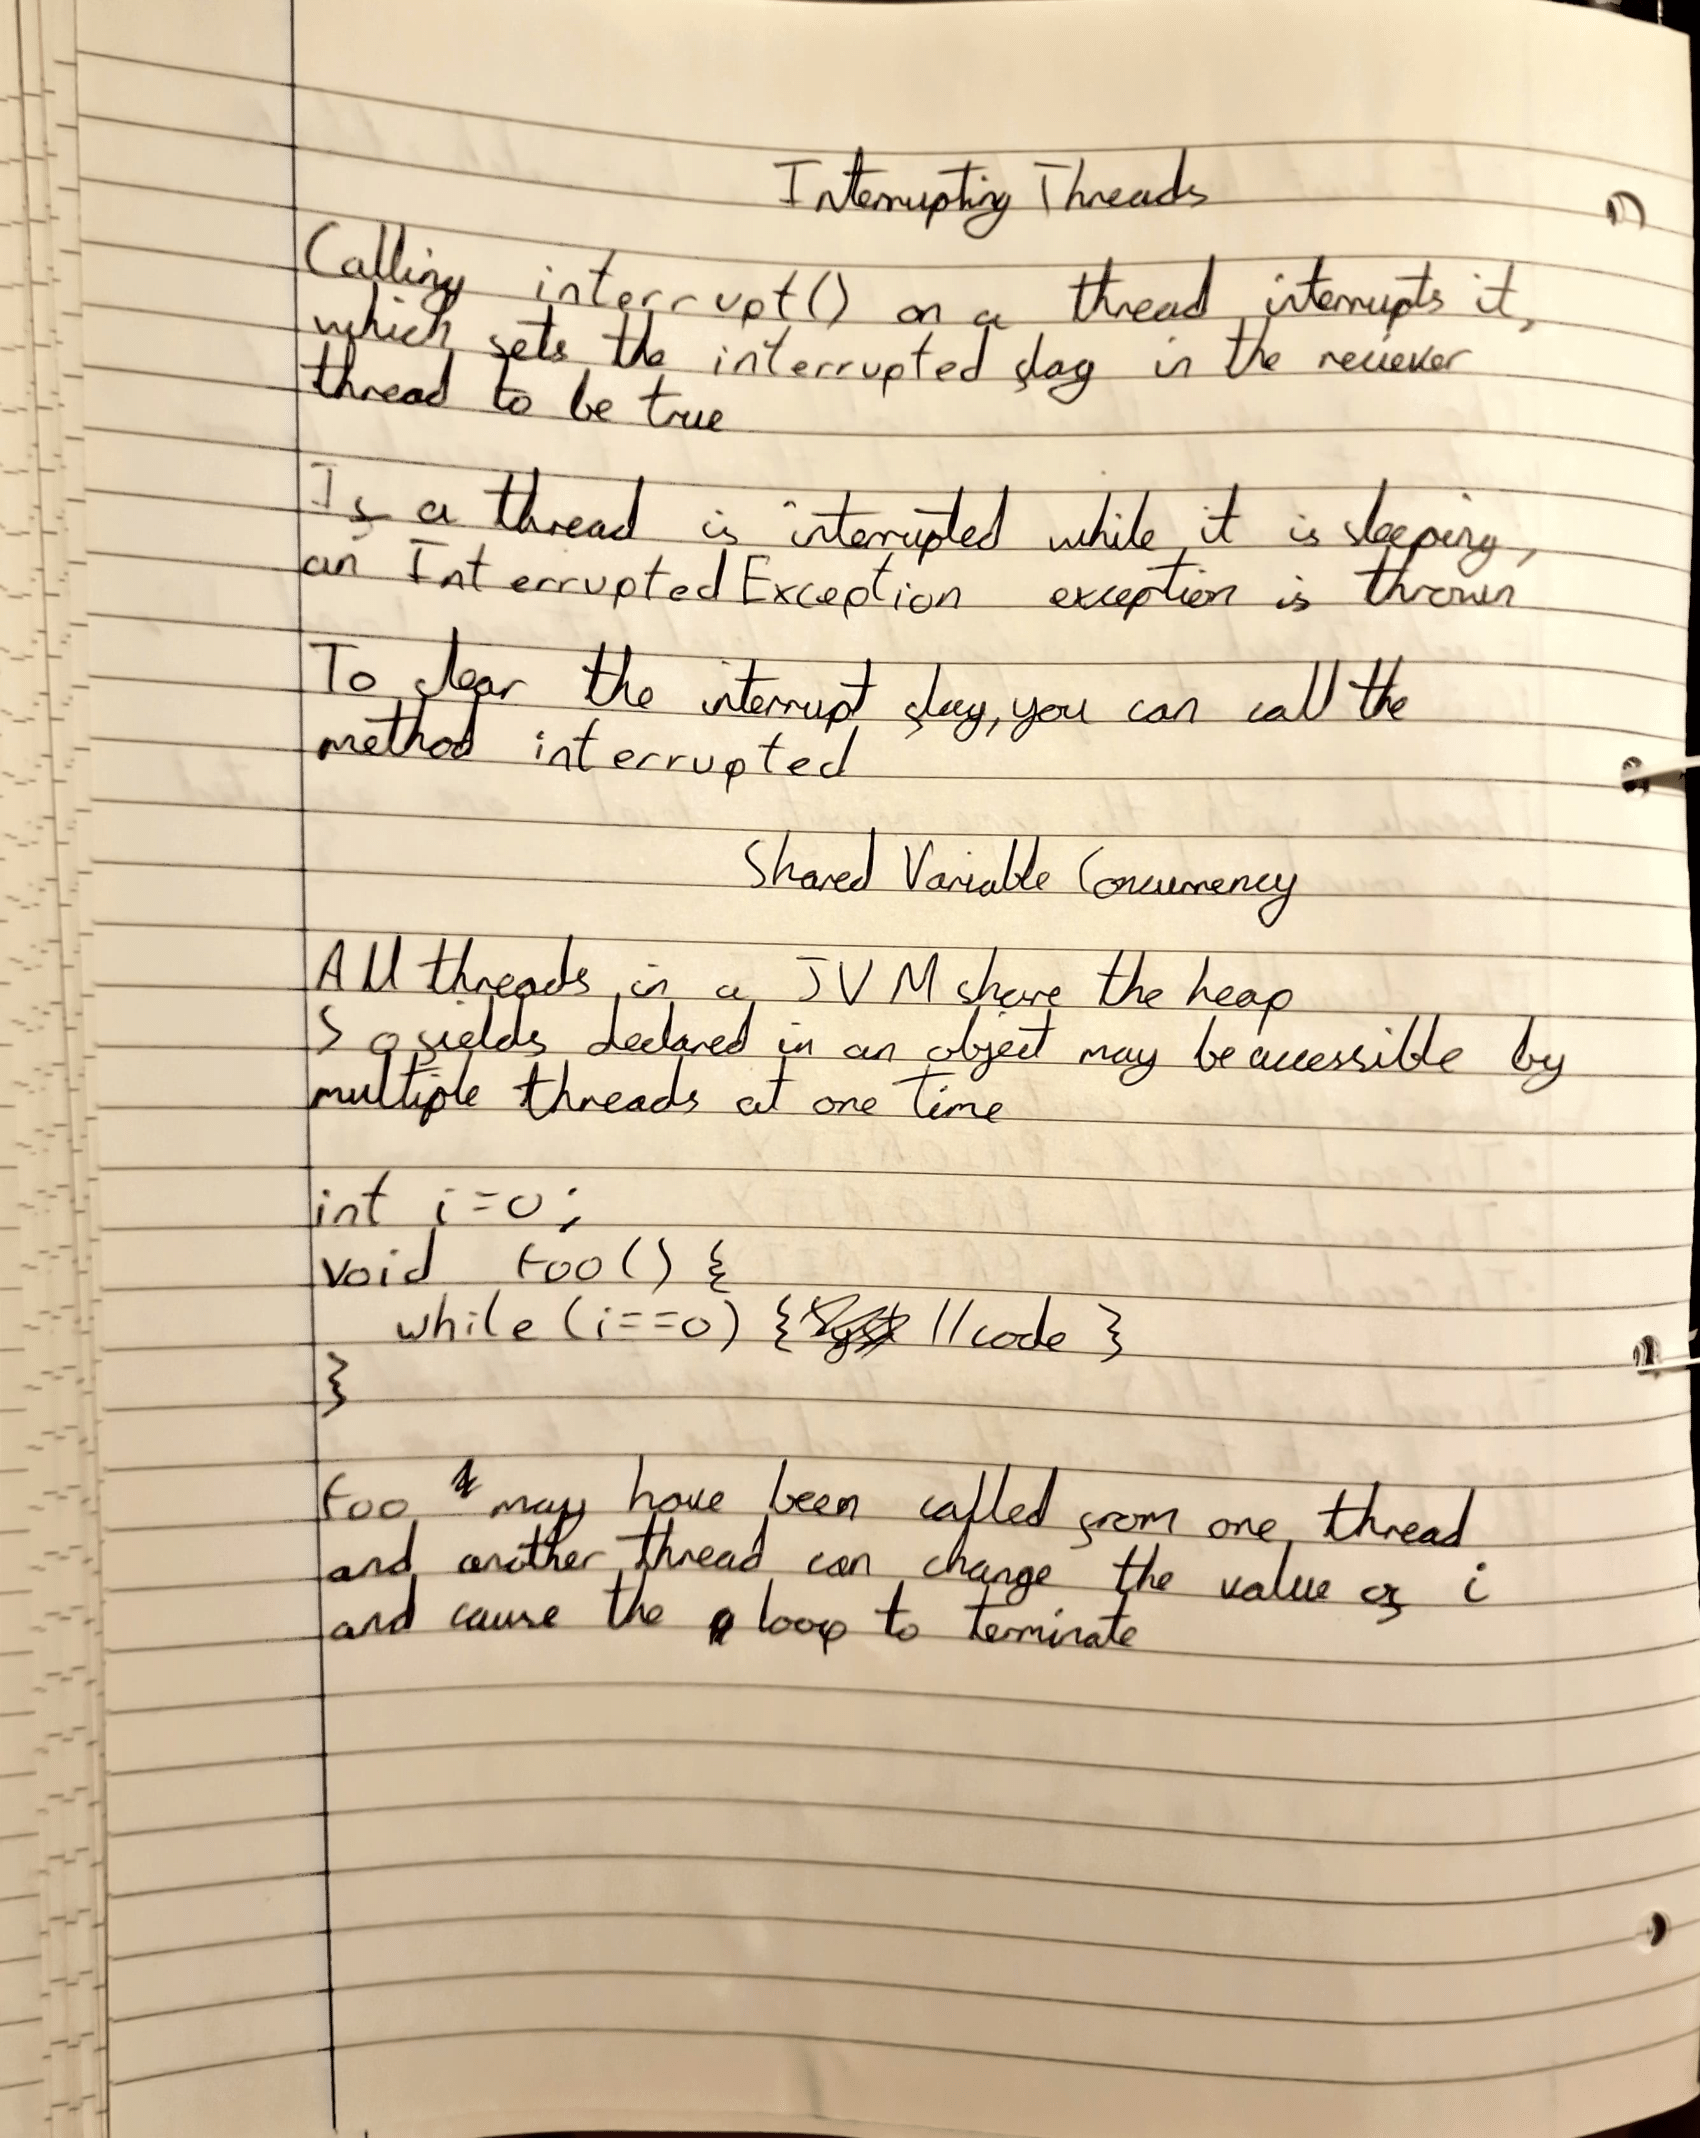 Interrupting Threads
Calling interrupt() on a thread interrupts it,
which sets the interrupted flag in the reciever
thread to be true
If a thread is interrupted while it is sleeping,
an InterruptedException exception is thrown
To clear the interrupt flag, you can call the
method interrupted
Shared Variable Concurrency
All threads in a JVM share the heap
So fields declared in an object may be accessible by
multiple threads at one time
int i=0;
void foo() {
while (i==0) { //code }
}
foo may have been called from one thread
and another thread can change the value of i
and cause the loop to terminate